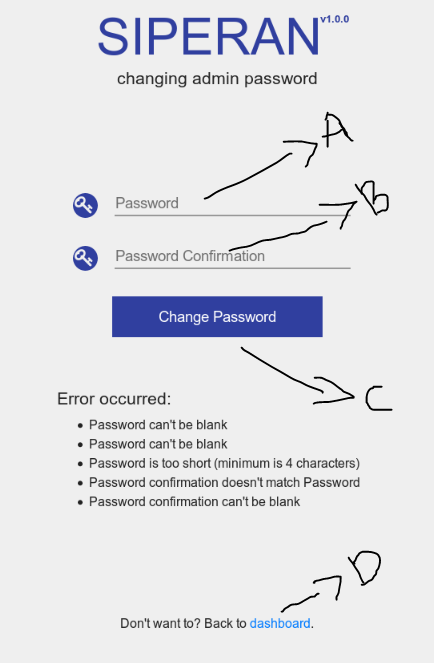 SIPERAN v1.0.0
changing admin password
A
Password
B
Password Confirmation
Change Password
C
Error occurred:
Password can't be blank
Password can't be blank
Password is too short (minimum is 4 characters)
Password confirmation doesn't match Password
Password confirmation can't be blank
D
Don't want to? Back to dashboard.